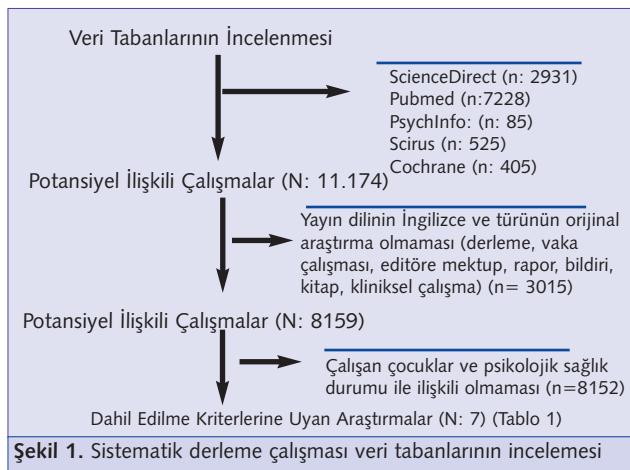 Veri Tabanlarının İncelenmesi
ScienceDirect (n: 2931)
Pubmed (n:7228)
PsychInfo: (n: 85)
Scirus (n: 525)
Cochrane (n: 405)
Potansiyel İlişkili Çalışmalar (N: 11.174)
Yayın dilinin İngilizce ve türünün orijinal
araştırma olmaması (derleme, vaka
çalışması, editöre mektup, rapor, bildiri,
kitap, kliniksel çalışma) (n= 3015)
Potansiyel İlişkili Çalışmalar (N: 8159)
Çalışan çocuklar ve psikolojik sağlık
durumu ile ilişkili olmaması (n=8152)
Dahil Edilme Kriterlerine Uyan Araştırmalar (N: 7) (Tablo 1)
Şekil 1. Sistematik derleme çalışması veri tabanlarının incelemesi